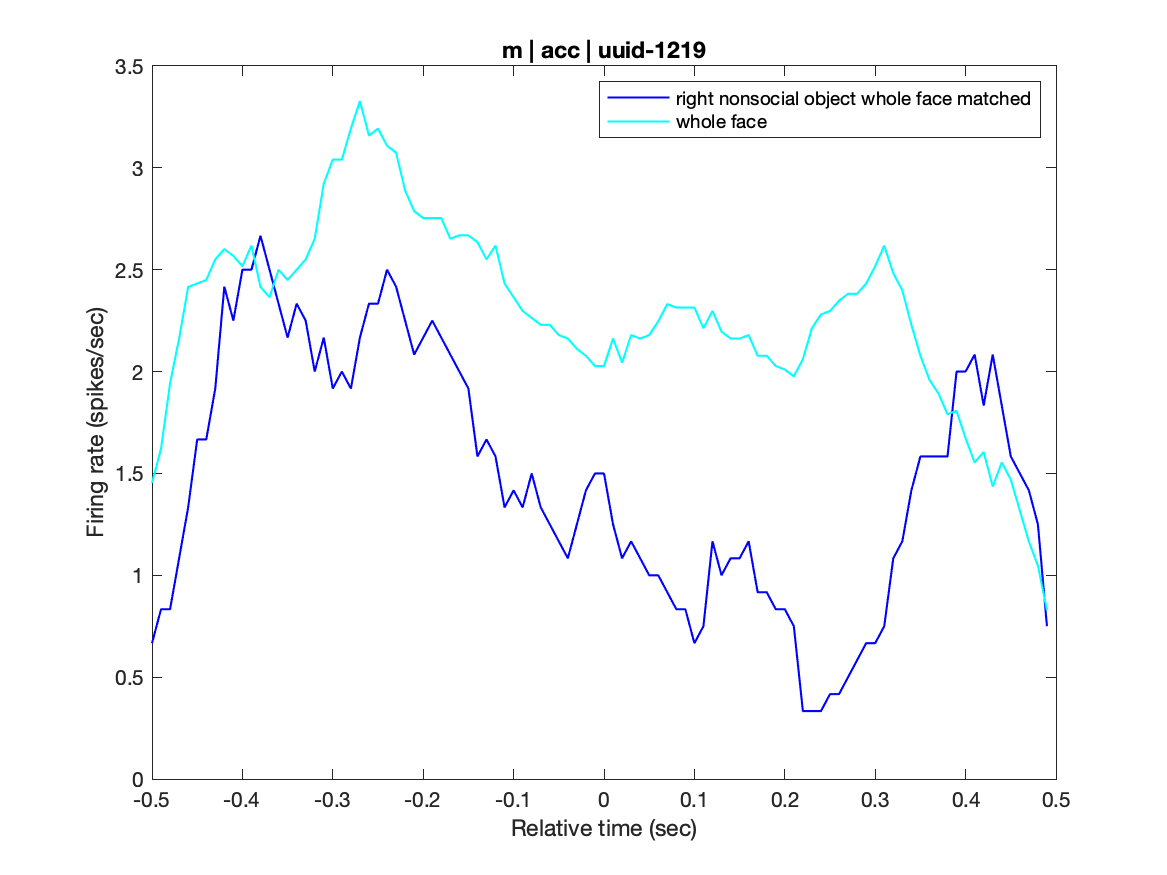 m | acc | uuid-1219
3.5
3
2.5
2
1.5
1
0.5
0
Firing rate (spikes/sec)
right nonsocial object whole face matched
whole face
-0.5 -0.4 -0.3 -0.2 -0.1 0 0.1 0.2 0.3 0.4 0.5
Relative time (sec)